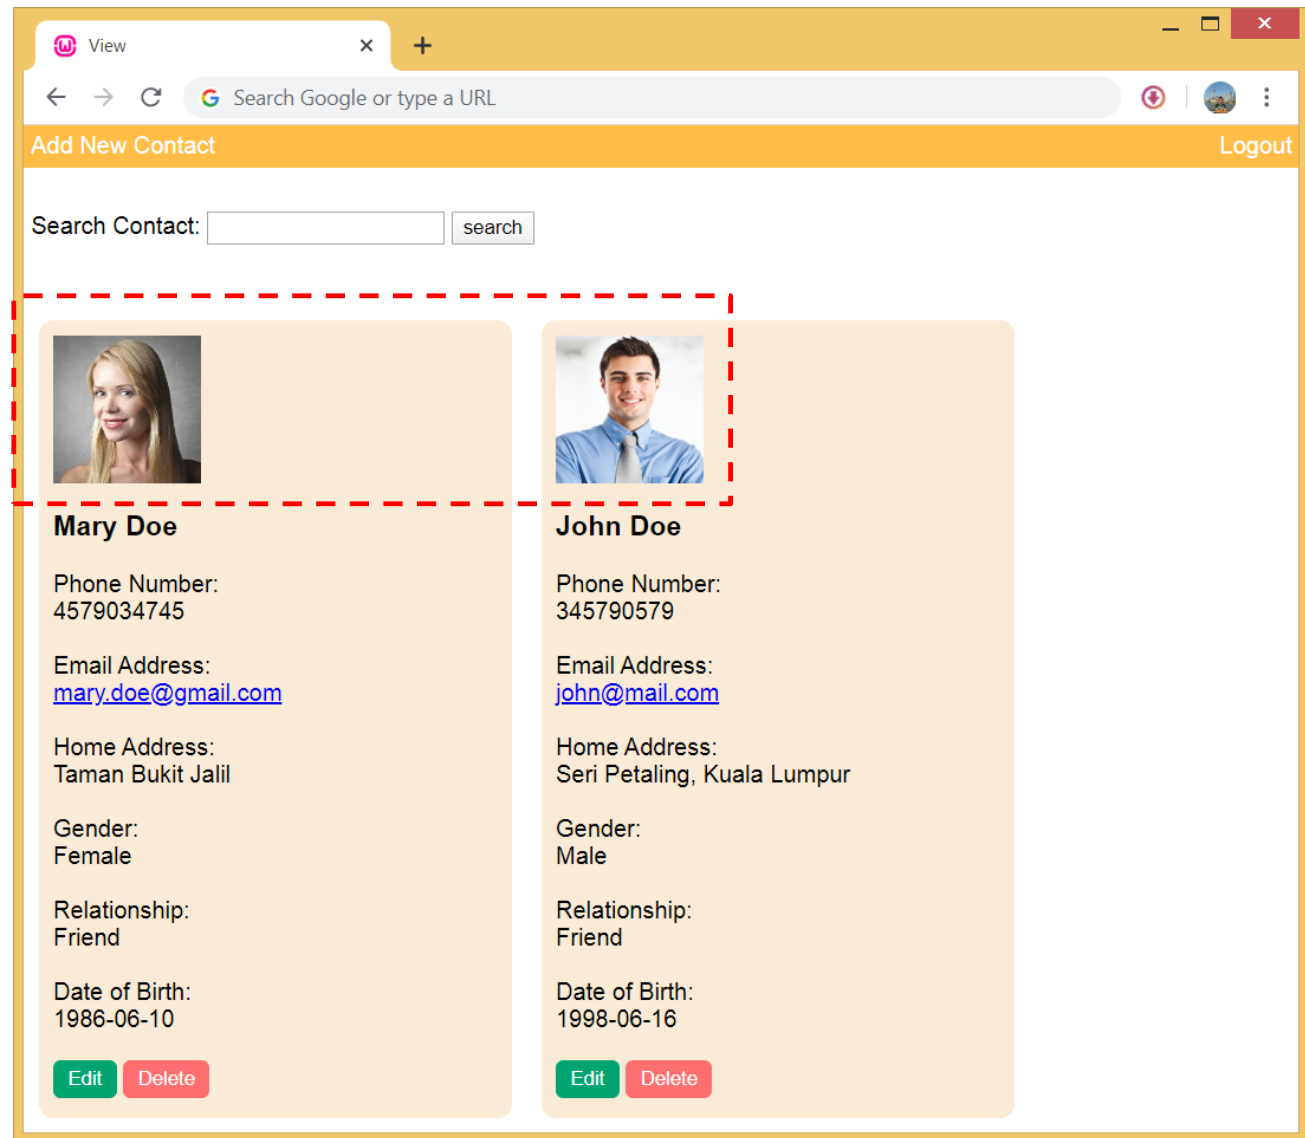 View
Search Google or type a URL
Add New Contact
Logout
Search Contact:
search
Mary Doe
Phone Number:
4579034745
Email Address:
mary.doe@gmail.com
Home Address:
Taman Bukit Jalil
Gender:
Female
Relationship:
Friend
Date of Birth:
1986-06-10
Edit
Delete
John Doe
Phone Number:
345790579
Email Address:
john@mail.com
Home Address:
Seri Petaling, Kuala Lumpur
Gender:
Male
Relationship:
Friend
Date of Birth:
1998-06-16
Edit
Delete